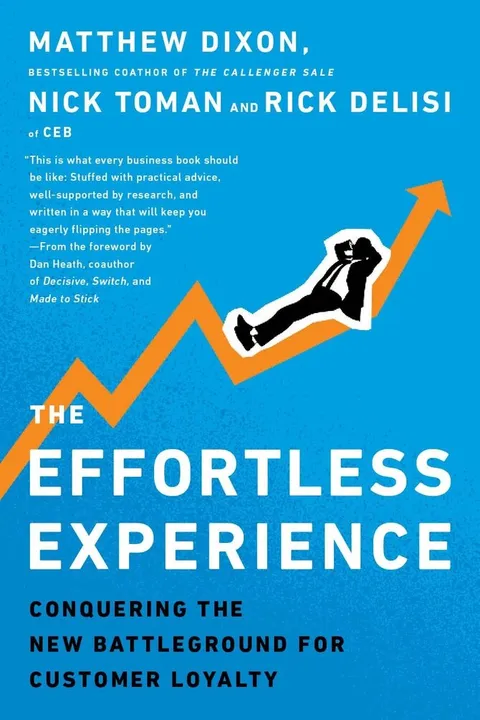 MATTHEW DIXON,
BESTSELLING COATHOR OF THE CALLENGER SALE
NICK TOMAN AND RICK DELISI
of CEB
"This is what every business book should
be like: Stuffed with practical advice,
well-supported by research, and
written in a way that will keep you
eagerly flipping the pages."
—From the foreword by
Dan Heath, coauthor
of Decisive, Switch, and
Made to Stick
THE
EFFORTLESS
EXPERIENCE
CONQUERING THE
NEW BATTLEGROUND FOR
CUSTOMER LOYALTY